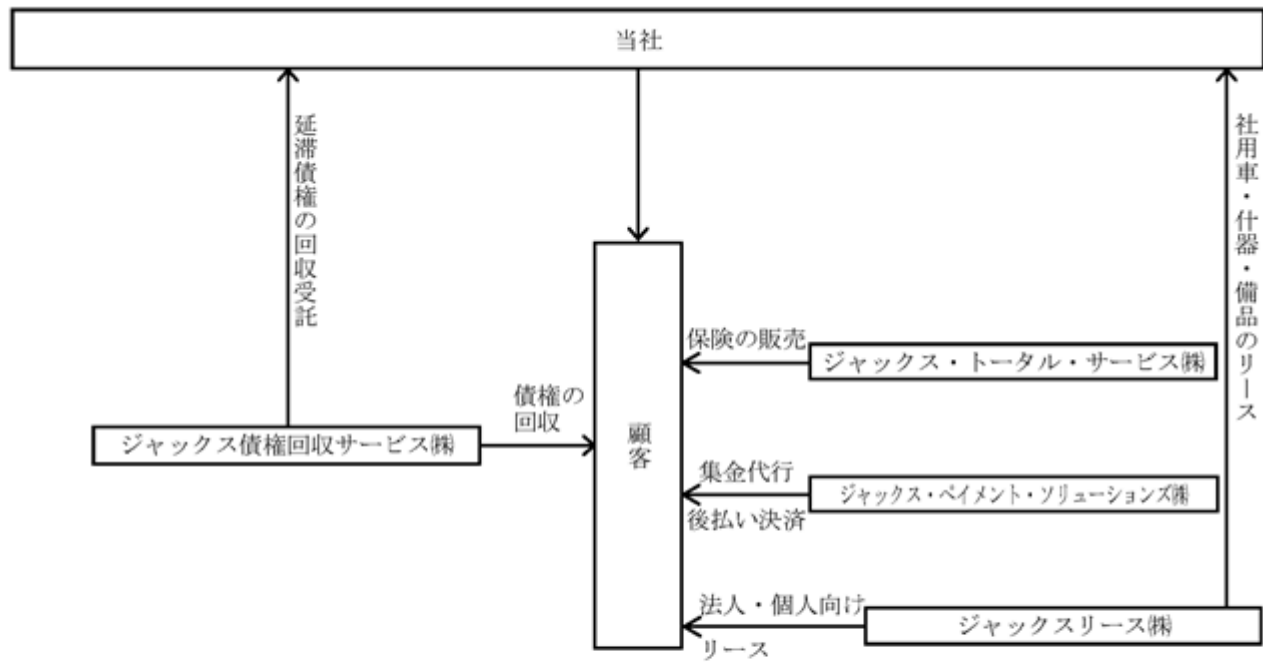 当社
延滞債権の回収受託
社用車・什器・備品のリース
保険の販売
ジャックス・トータル・サービス㈱
債権の
回収
ジャックス債権回収サービス㈱
顧客
集金代行
ジャックス・ペイメント・ソリューションズ㈱
後払い決済
法人・個人向け
ジャックスリース㈱
リース